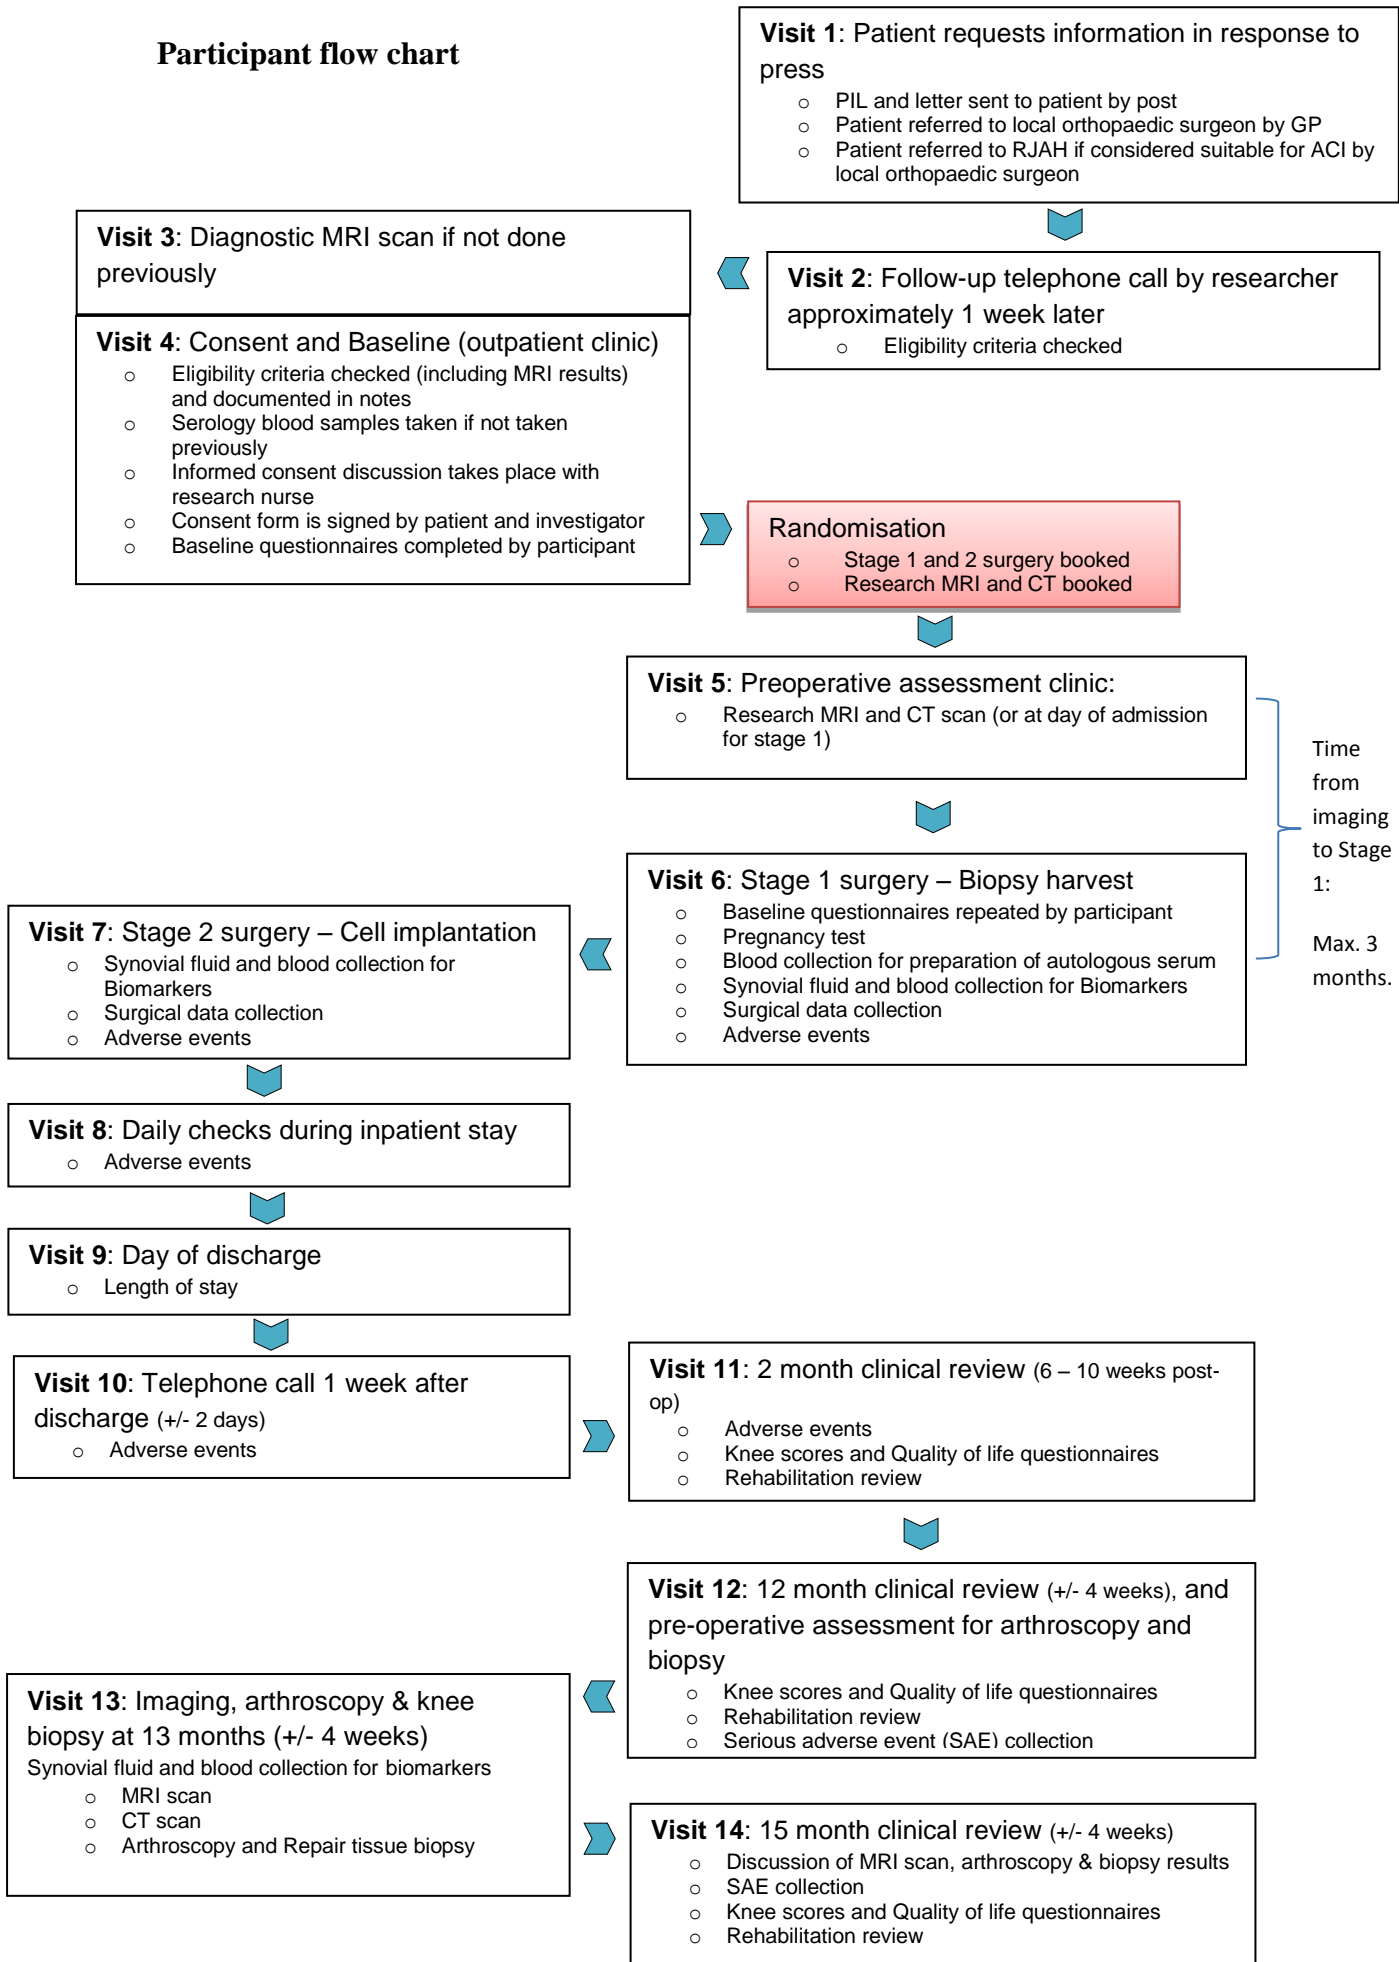 Participant flow chart
Visit 1: Patient requests information in response to
press
○ PIL and letter sent to patient by post
○ Patient referred to local orthopaedic surgeon by GP
○ Patient referred to RJAH if considered suitable for ACI by
local orthopaedic surgeon
Visit 2: Follow-up telephone call by researcher
approximately 1 week later
○ Eligibility criteria checked
Visit 3: Diagnostic MRI scan if not done
previously
Visit 4: Consent and Baseline (outpatient clinic)
○ Eligibility criteria checked (including MRI results)
and documented in notes
○ Serology blood samples taken if not taken
previously
○ Informed consent discussion takes place with
research nurse
○ Consent form is signed by patient and investigator
○ Baseline questionnaires completed by participant
Randomisation
○ Stage 1 and 2 surgery booked
○ Research MRI and CT booked
Visit 5: Preoperative assessment clinic:
○ Research MRI and CT scan (or at day of admission
for stage 1)
Time
from
imaging
to Stage
1:
Max. 3
months.
Visit 6: Stage 1 surgery – Biopsy harvest
○ Baseline questionnaires repeated by participant
○ Pregnancy test
○ Blood collection for preparation of autologous serum
○ Synovial fluid and blood collection for Biomarkers
○ Surgical data collection
○ Adverse events
Visit 7: Stage 2 surgery – Cell implantation
○ Synovial fluid and blood collection for
Biomarkers
○ Surgical data collection
○ Adverse events
Visit 8: Daily checks during inpatient stay
○ Adverse events
Visit 9: Day of discharge
○ Length of stay
Visit 10: Telephone call 1 week after
discharge (+/- 2 days)
○ Adverse events
Visit 11: 2 month clinical review (6 – 10 weeks post-
op)
○ Adverse events
○ Knee scores and Quality of life questionnaires
○ Rehabilitation review
Visit 12: 12 month clinical review (+/- 4 weeks), and
pre-operative assessment for arthroscopy and
biopsy
○ Knee scores and Quality of life questionnaires
○ Rehabilitation review
○ Serious adverse event (SAE) collection
Visit 13: Imaging, arthroscopy & knee
biopsy at 13 months (+/- 4 weeks)
Synovial fluid and blood collection for biomarkers
○ MRI scan
○ CT scan
○ Arthroscopy and Repair tissue biopsy
Visit 14: 15 month clinical review (+/- 4 weeks)
○ Discussion of MRI scan, arthroscopy & biopsy results
○ SAE collection
○ Knee scores and Quality of life questionnaires
○ Rehabilitation review